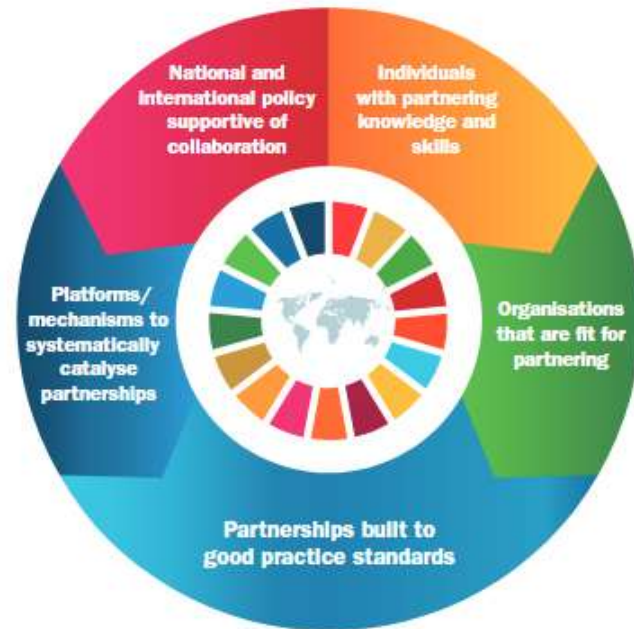 National and
international policy
supportive of
collaboration
Individuals
with partnering
knowledge and
skills
Organisations
that are fit for
partnering
Partnerships built to
good practice standards
Platforms/
mechanisms to
systematically
catalyse
partnerships